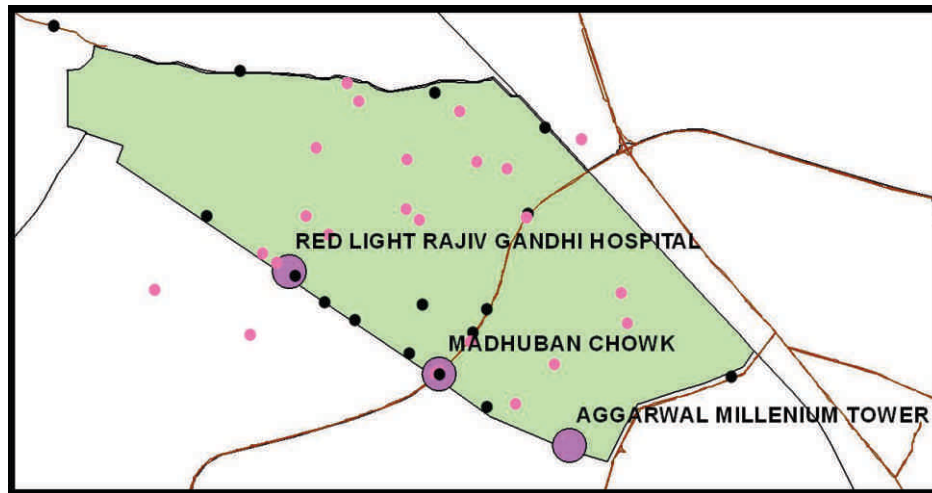 RED LIGHT RAJIV GANDHI HOSPITAL
MADHUBAN CHOWK
AGGARWAL MILLENIUM TOWER